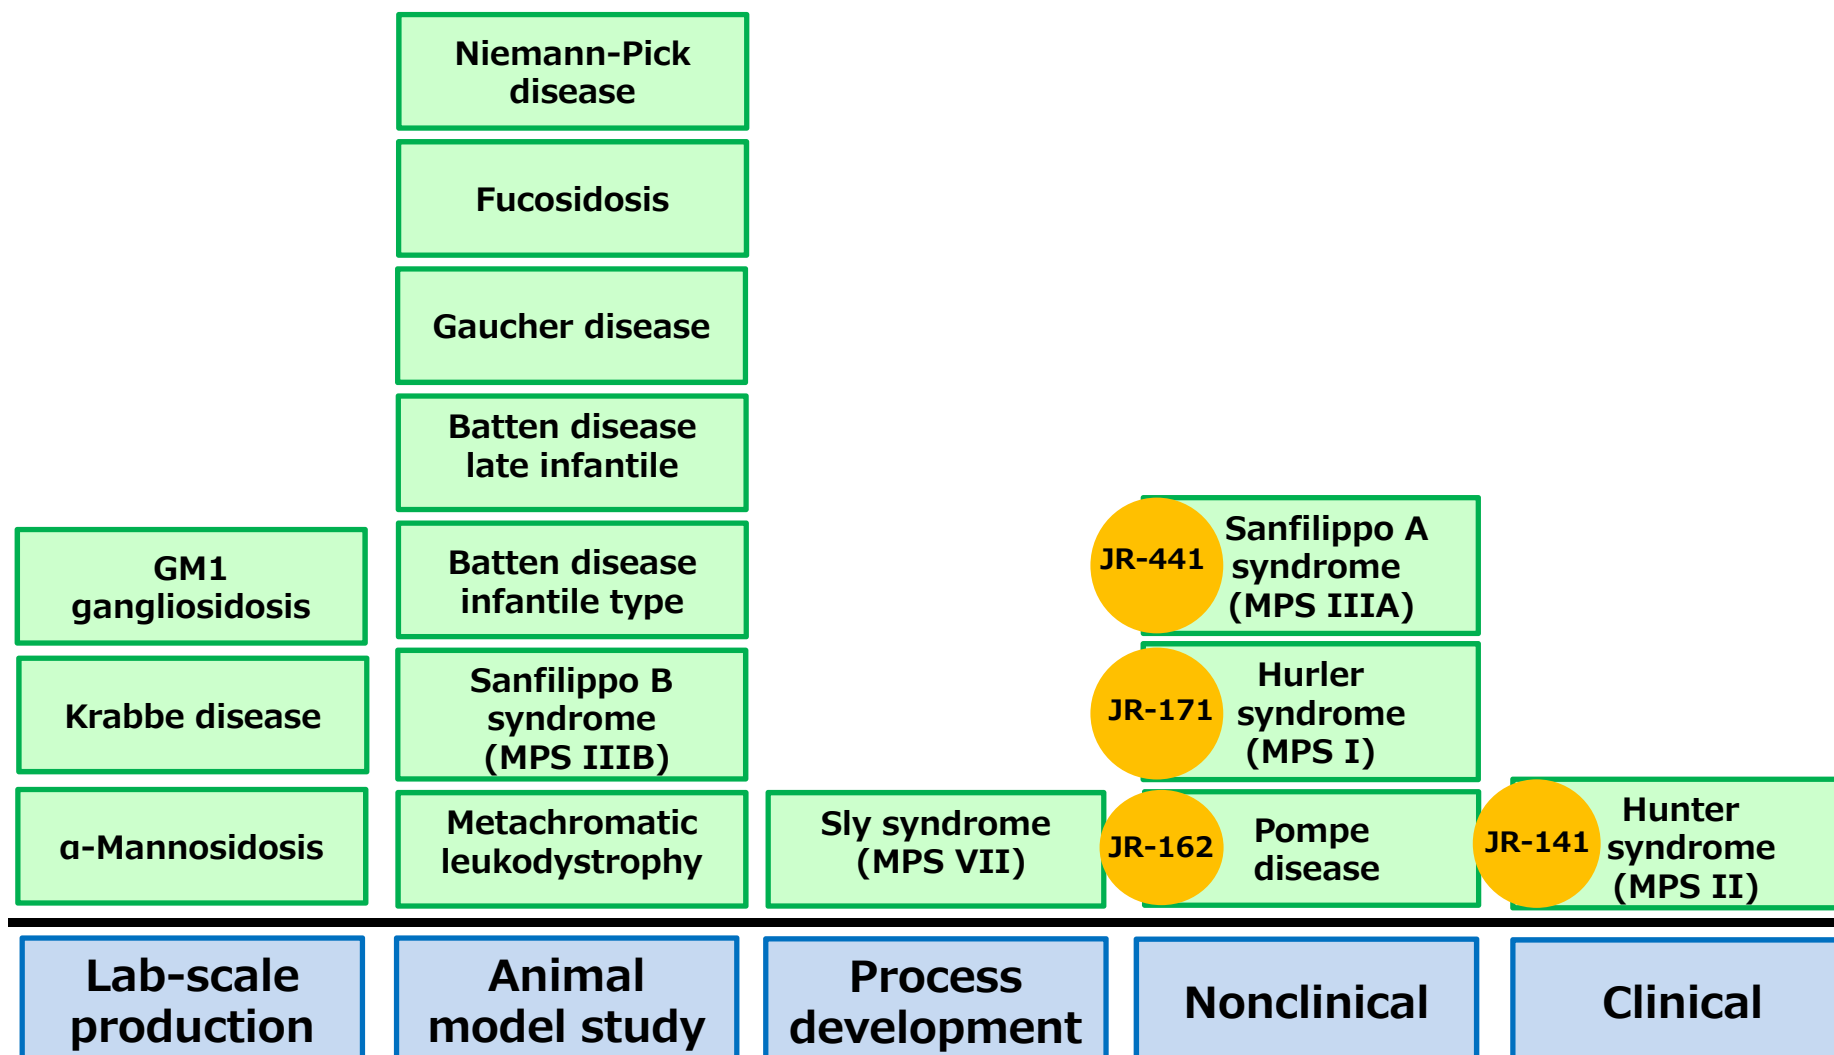 Niemann-Pick
disease
Fucosidosis
Gaucher disease
Batten disease
late infantile
GM1
gangliosidosis
Batten disease
infantile type
JR-441
Sanfilippo A
syndrome
(MPS IIIA)
Krabbe disease
Sanfilippo B
syndrome
(MPS IIIB)
JR-171
Hurler
syndrome
(MPS I)
α-Mannosidosis
Metachromatic
leukodystrophy
Sly syndrome
(MPS VII)
JR-162
Pompe
disease
JR-141
Hunter
syndrome
(MPS II)
Lab-scale
production
Animal
model study
Process
development
Nonclinical
Clinical